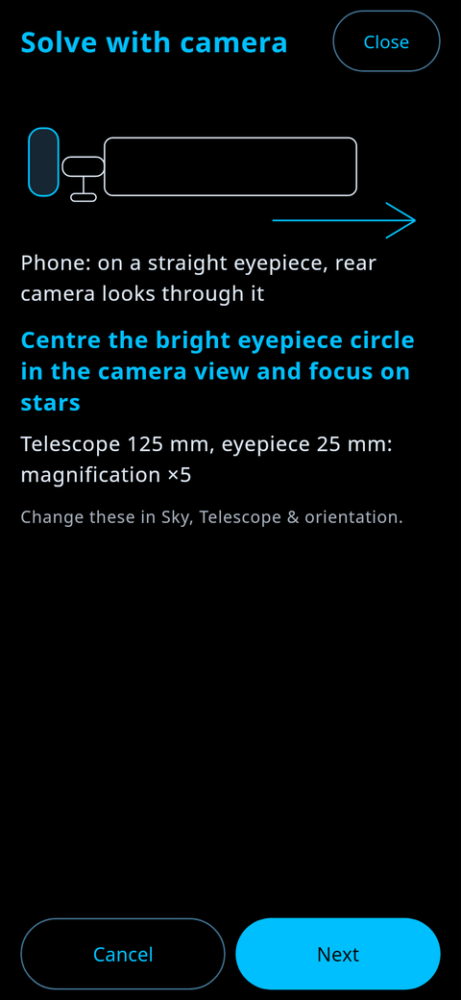 Solve with camera
Close
Phone: on a straight eyepiece, rear
camera looks through it
Centre the bright eyepiece circle
in the camera view and focus on
stars
Telescope 125 mm, eyepiece 25 mm:
magnification ×5
Change these in Sky, Telescope & orientation.
Cancel
Next